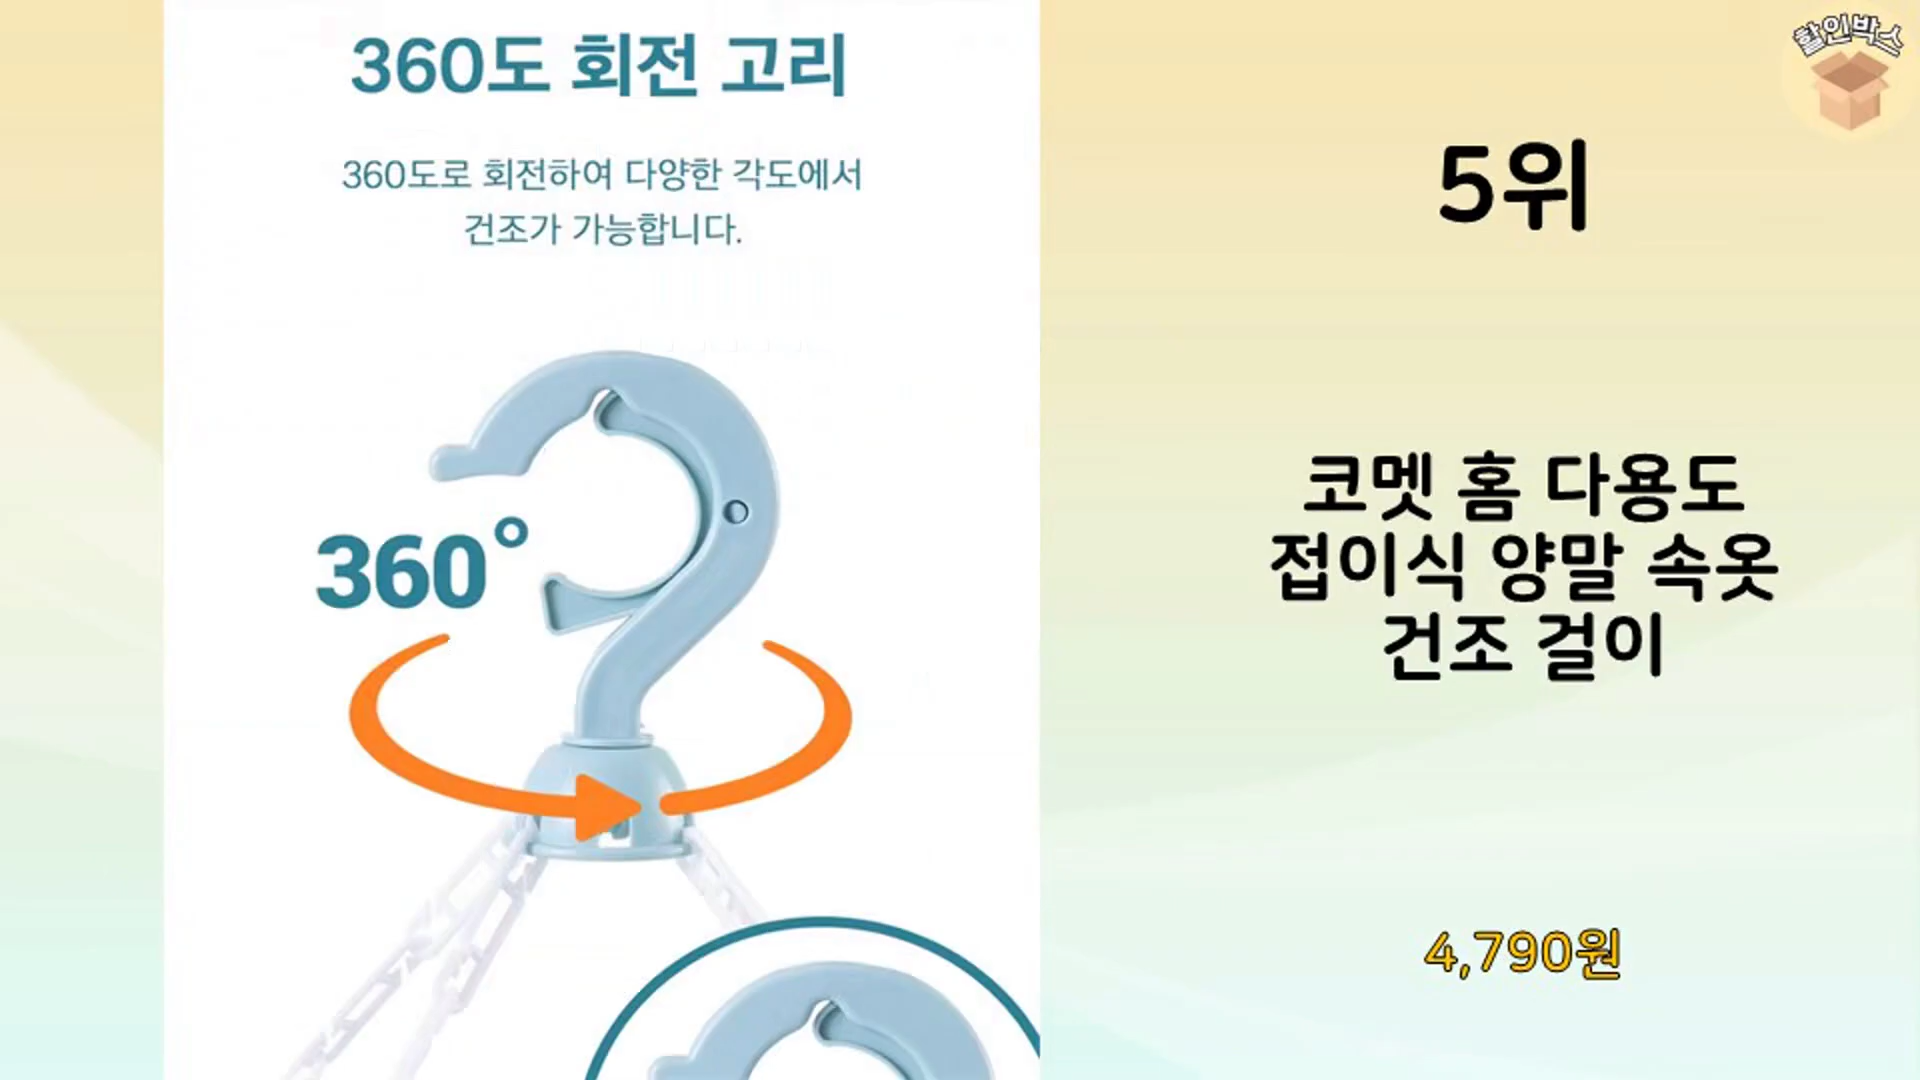 360도 회전 고리
360도로 회전하여 다양한 각도에서
건조가 가능합니다.
360°
할인박스
5위
코멧 홈 다용도
접이식 양말 속옷
건조 걸이
4,790원